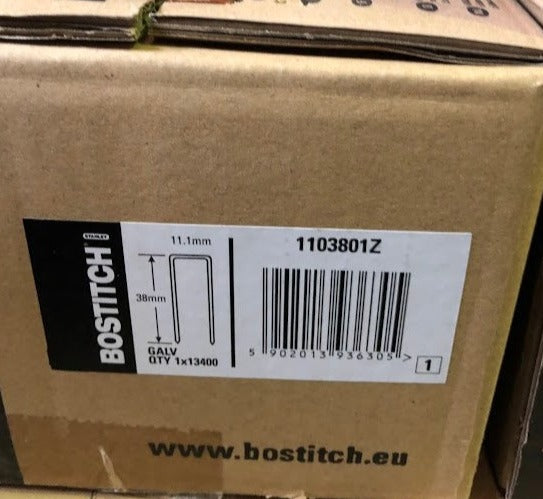 STANLEY
BOSTITCH
11.1mm
38mm
GALV
QTY 1x13400
1103801Z
5 902013 936305 >
1
www.bostitch.eu